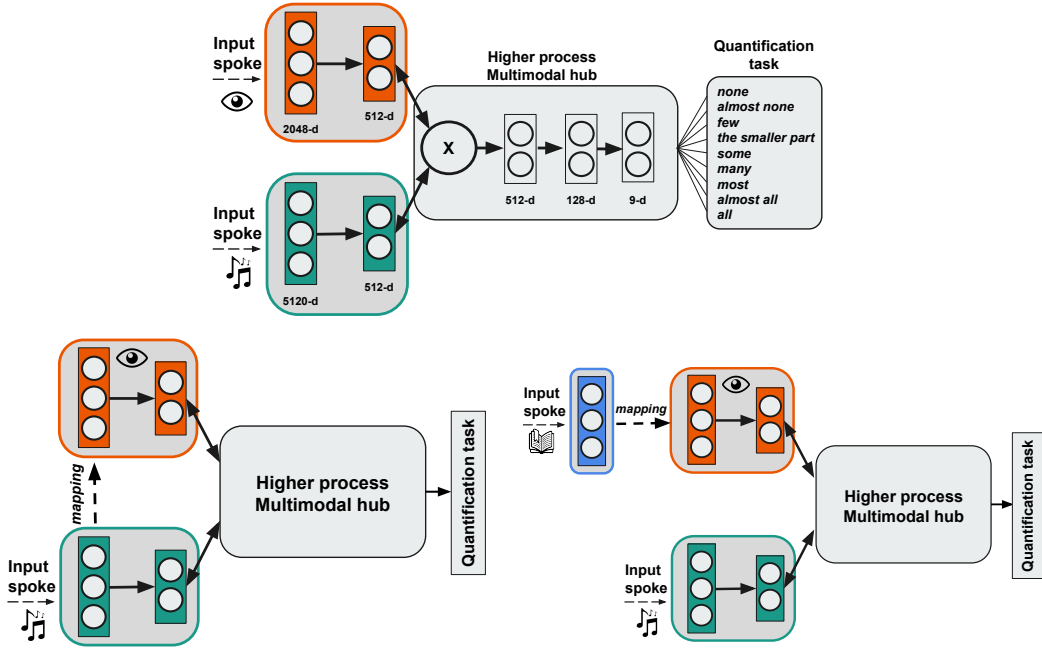 Input
spoke
2048-d
512-d
Higher process
Multimodal hub
X
512-d
128-d
9-d
Quantification
task
none
almost none
few
the smaller part
some
many
most
almost all
all
Input
spoke
5120-d
512-d
mapping
Input
spoke
Higher process
Multimodal hub
Quantification task
Input
spoke
mapping
Higher process
Multimodal hub
Quantification task
Input
spoke